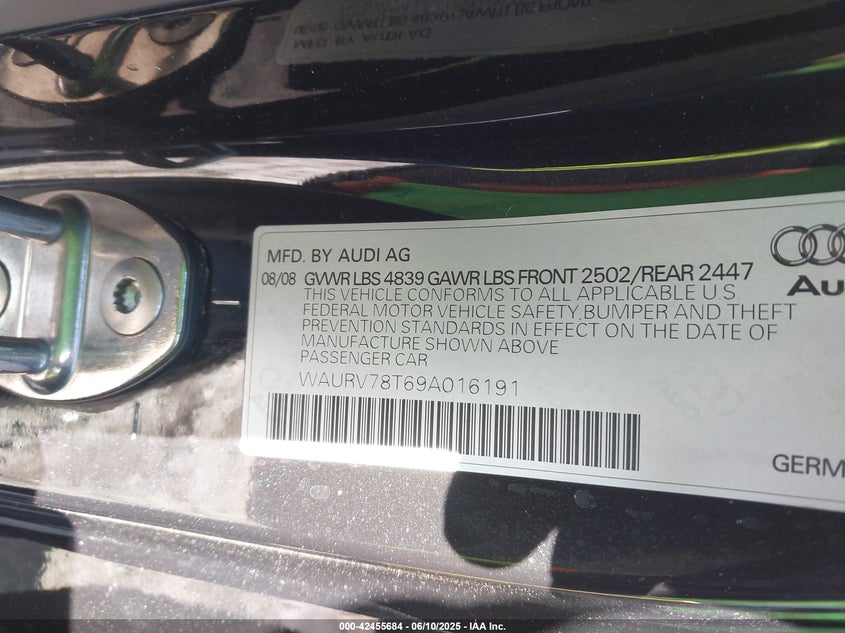 MFD. BY AUDI AG
08/08 GVWR LBS 4839 GAWR LBS FRONT 2502/REAR 2447
THIS VEHICLE CONFORMS TO ALL APPLICABLE U.S
FEDERAL MOTOR VEHICLE SAFETY,BUMPER AND THEFT
PREVENTION STANDARDS IN EFFECT ON THE DATE OF
MANUFACTURE SHOWN ABOVE
PASSENGER CAR
WAURV78T69A016191
Au
GERM
000-42455684 - 06/10/2025 - IAA Inc.